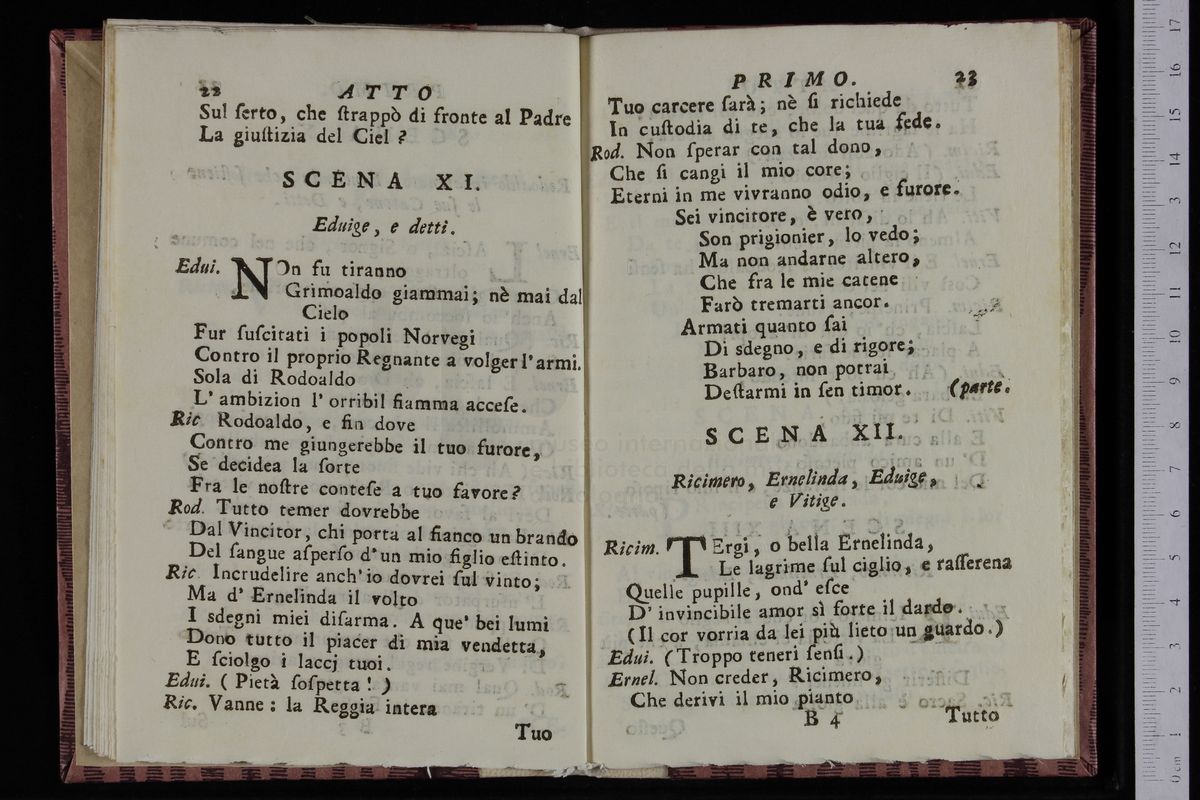 22 ATTO
Sul ſerto, che ſtrappò di fronte al Padre
La giuſtizia del Ciel ?
SCENA XI.
Eduige, e detti.
Edui. NOn fu tiranno
Grimoaldo giammai; nè mai dal
Cielo
Fur ſuſcitati i popoli Norvegi
Contro il proprio Regnante a volger l'armi.
Sola di Rodoaldo
L' ambizion l' orribil fiamma acceſe.
Ric Rodoaldo, e fin dove
Contro me giungerebbe il tuo furore,
Se decidea la ſorte
Fra le noſtre conteſe a tuo favore?
Rod. Tutto temer dovrebbe
Dal Vincitor, chi porta al fianco un brando
Del ſangue aſperſo d'un mio figlio eſtinto.
Ric. Incrudelire anch'io dovrei ſul vinto;
Ma d' Ernelinda il volto
I sdegni miei diſarma. A que' bei lumi
Dono tutto il piacer di mia vendetta,
E ſciolgo i laccj tuoi.
Edui. ( Pietà ſoſpetta ! )
Ric. Vanne : la Reggia intera
Tuo
PRIMO. 23
Tuo carcere ſarà; nè ſi richiede
In cuſtodia di te, che la tua fede.
Rod. Non ſperar con tal dono,
Che ſi cangi il mio core;
Eterni in me vivranno odio, e furore.
Sei vincitore, è vero,
Son prigionier, lo vedo;
Ma non andarne altero,
Che fra le mie catene
Farò tremarti ancor.
Armati quanto ſai
Di sdegno, e di rigore;
Barbaro, non potrai
Deſtarmi in ſen timor. (parte.
SCENA XII.
Ricimero, Ernelinda, Eduige,
e Vitige.
Ricim. TErgi, o bella Ernelinda,
Le lagrime ſul ciglio, e raſſerena
Quelle pupille, ond' eſce
D' invincibile amor sì forte il dardo.
(Il cor vorria da lei più lieto un guardo.)
Edui. (Troppo teneri ſenſi.)
Ernel. Non creder, Ricimero,
Che derivi il mio pianto
B 4 Tutto